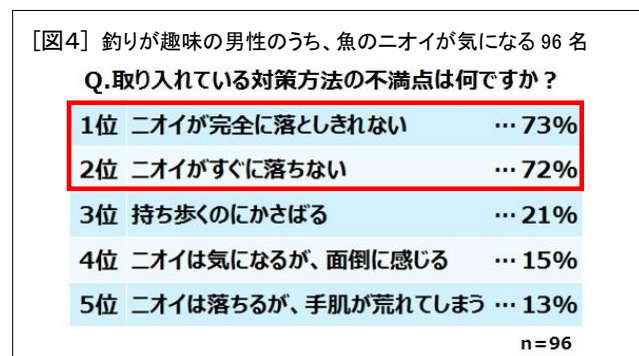 ［図4］ 釣りが趣味の男性のうち、魚のニオイが気になる 96 名
Q.取り入れている対策方法の不満点は何ですか？
1位 ニオイが完全に落としきれない …73%
2位 ニオイがすぐに落ちない …72%
3位 持ち歩くのにかさばる …21%
4位 ニオイは気になるが、面倒に感じる …15%
5位 ニオイは落ちるが、手肌が荒れてしまう …13%
n=96